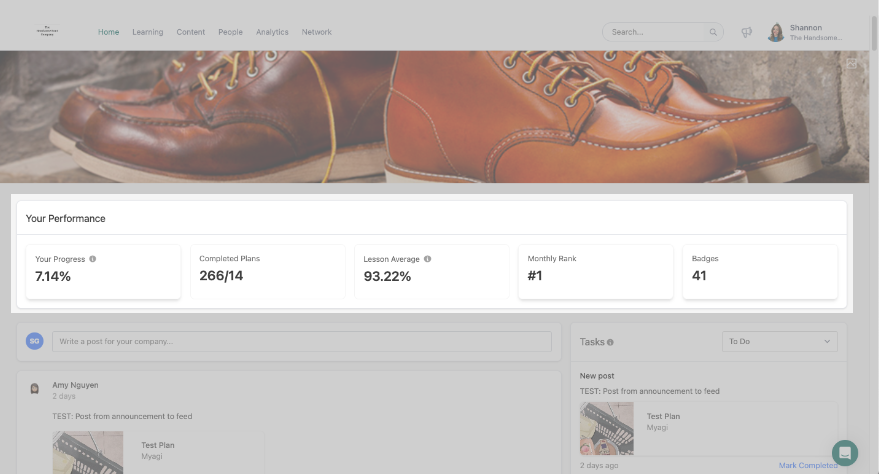 The
Handsometown
Company
Home Learning Content People Analytics Network
Search...
Shannon
The Handsome...
Your Performance
Your Progress
7.14%
Completed Plans
266/14
Lesson Average
93.22%
Monthly Rank
#1
Badges
41
SG
Write a post for your company...
Tasks
To Do
Amy Nguyen
2 days
TEST: Post from announcement to feed
Test Plan
Myagi
New post
TEST: Post from announcement to feed
Test Plan
Myagi
2 days ago
Mark Completed